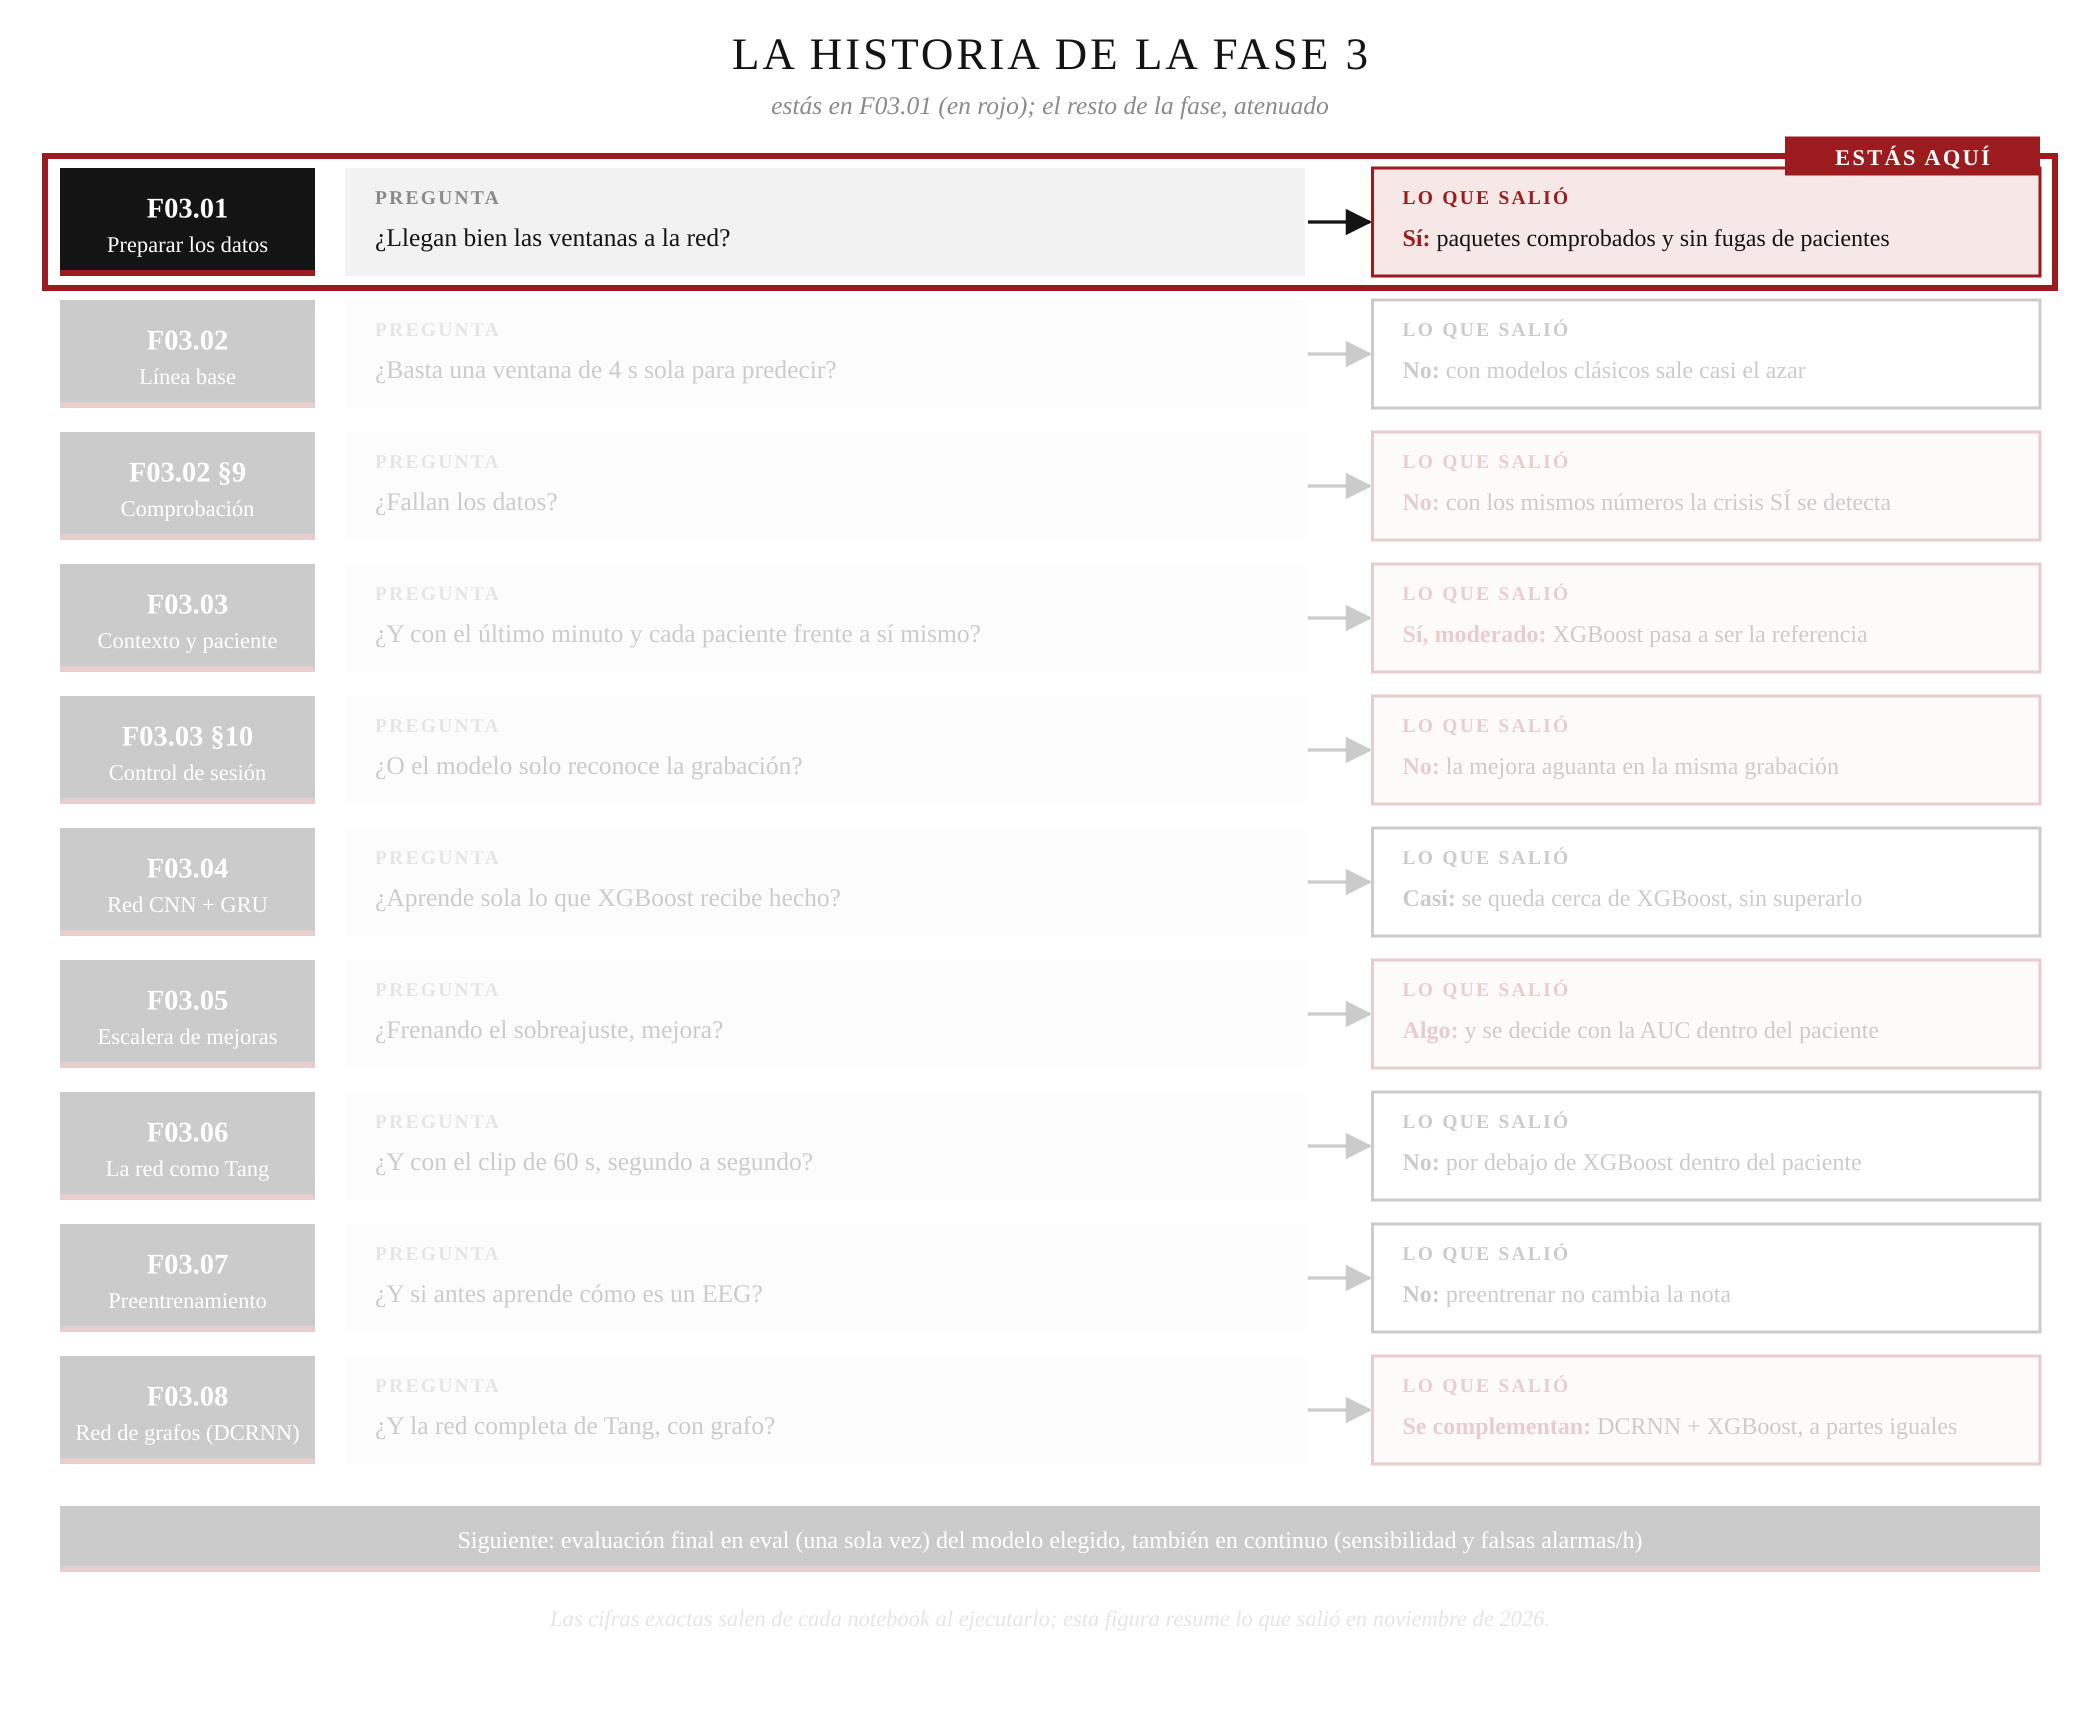 LA HISTORIA DE LA FASE 3
estás en F03.01 (en rojo); el resto de la fase, atenuado
ESTÁS AQUÍ
F03.01
Preparar los datos
PREGUNTA
¿Llegan bien las ventanas a la red?
LO QUE SALIÓ
Sí: paquetes comprobados y sin fugas de pacientes
F03.02
Línea base
PREGUNTA
¿Basta una ventana de 4 s sola para predecir?
LO QUE SALIÓ
No: con modelos clásicos sale casi el azar
F03.02 §9
Comprobación
PREGUNTA
¿Fallan los datos?
LO QUE SALIÓ
No: con los mismos números la crisis SÍ se detecta
F03.03
Contexto y paciente
PREGUNTA
¿Y con el último minuto y cada paciente frente a sí mismo?
LO QUE SALIÓ
Sí, moderado: XGBoost pasa a ser la referencia
F03.03 §10
Control de sesión
PREGUNTA
¿O el modelo solo reconoce la grabación?
LO QUE SALIÓ
No: la mejora aguanta en la misma grabación
F03.04
Red CNN + GRU
PREGUNTA
¿Aprende sola lo que XGBoost recibe hecho?
LO QUE SALIÓ
Casi: se queda cerca de XGBoost, sin superarlo
F03.05
Escalera de mejoras
PREGUNTA
¿Frenando el sobreajuste, mejora?
LO QUE SALIÓ
Algo: y se decide con la AUC dentro del paciente
F03.06
La red como Tang
PREGUNTA
¿Y con el clip de 60 s, segundo a segundo?
LO QUE SALIÓ
No: por debajo de XGBoost dentro del paciente
F03.07
Preentrenamiento
PREGUNTA
¿Y si antes aprende cómo es un EEG?
LO QUE SALIÓ
No: preentrenar no cambia la nota
F03.08
Red de grafos (DCRNN)
PREGUNTA
¿Y la red completa de Tang, con grafo?
LO QUE SALIÓ
Se complementan: DCRNN + XGBoost, a partes iguales
Siguiente: evaluación final en eval (una sola vez) del modelo elegido, también en continuo (sensibilidad y falsas alarmas/h)
Las cifras exactas salen de cada notebook al ejecutarlo; esta figura resume lo que salió en noviembre de 2026.